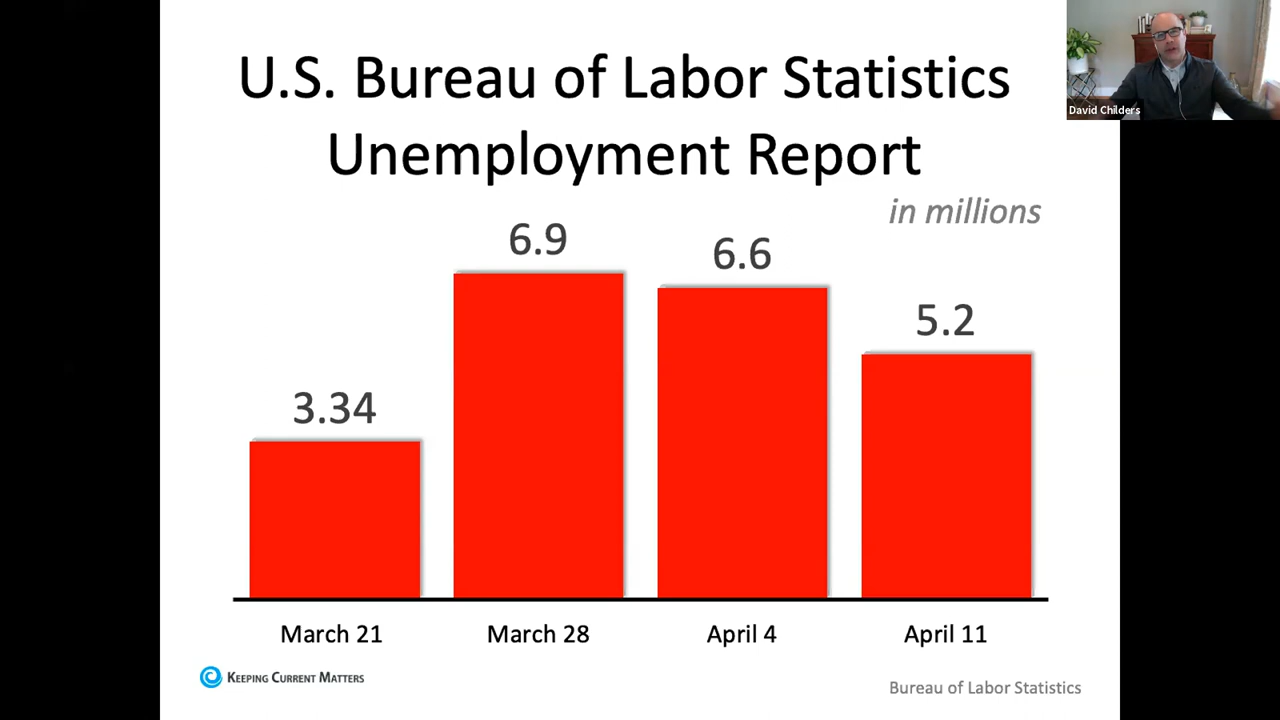 U.S. Bureau of Labor Statistics
Unemployment Report
in millions
3.34
6.9
6.6
5.2
March 21
March 28
April 4
April 11
KEEPING CURRENT MATTERS
Bureau of Labor Statistics
David Childers